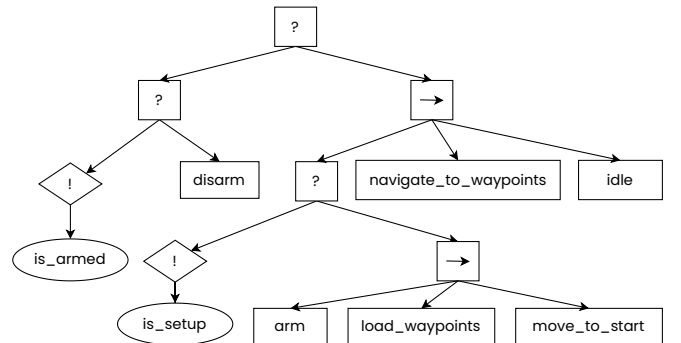 ?
?
!
disarm
?
navigate_to_waypoints
idle
is_armed
!
is_setup
arm
load_waypoints
move_to_start